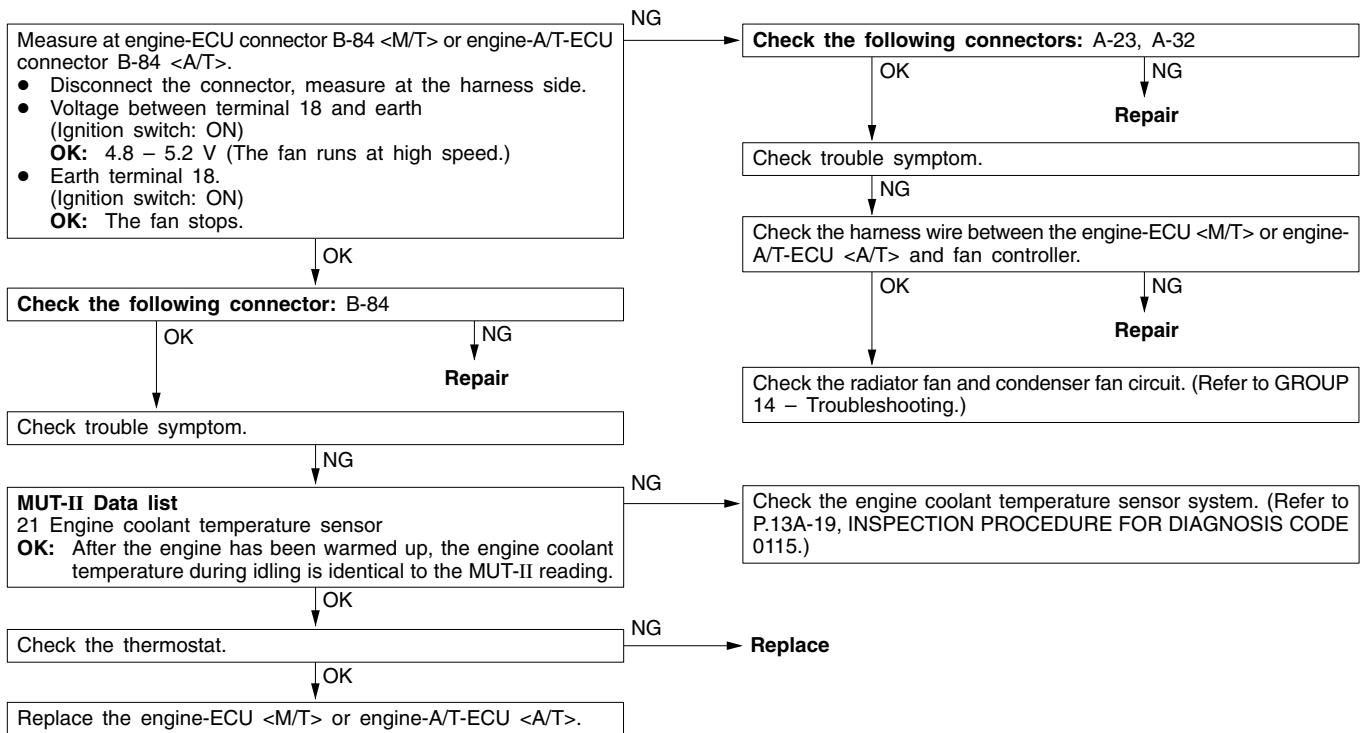 Measure at engine-ECU connector B-84 <M/T> or engine-A/T-ECU
connector B-84 <A/T>.
● Disconnect the connector, measure at the harness side.
● Voltage between terminal 18 and earth
(Ignition switch: ON)
OK: 4.8 – 5.2 V (The fan runs at high speed.)
● Earth terminal 18.
(Ignition switch: ON)
OK: The fan stops.
NG
Check the following connectors: A-23, A-32
OK
NG
Repair
Check trouble symptom.
NG
Check the harness wire between the engine-ECU <M/T> or engine-
A/T-ECU <A/T> and fan controller.
OK
NG
Repair
Check the radiator fan and condenser fan circuit. (Refer to GROUP
14 – Troubleshooting.)
OK
Check the following connector: B-84
OK
NG
Repair
Check trouble symptom.
NG
MUT-II Data list
21 Engine coolant temperature sensor
OK: After the engine has been warmed up, the engine coolant
temperature during idling is identical to the MUT-II reading.
NG
Check the engine coolant temperature sensor system. (Refer to
P.13A-19, INSPECTION PROCEDURE FOR DIAGNOSIS CODE
0115.)
OK
Check the thermostat.
NG
Replace
OK
Replace the engine-ECU <M/T> or engine-A/T-ECU <A/T>.